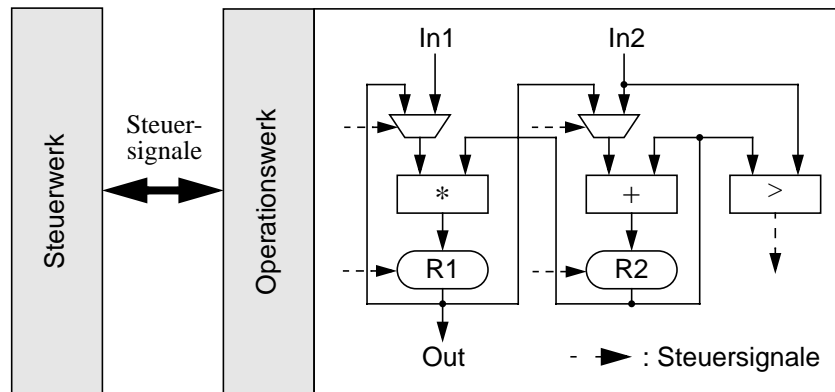 Steuerwerk
Steuer-
signale
Operationswerk
In1
In2
*
+
>
R1
R2
Out
: Steuersignale